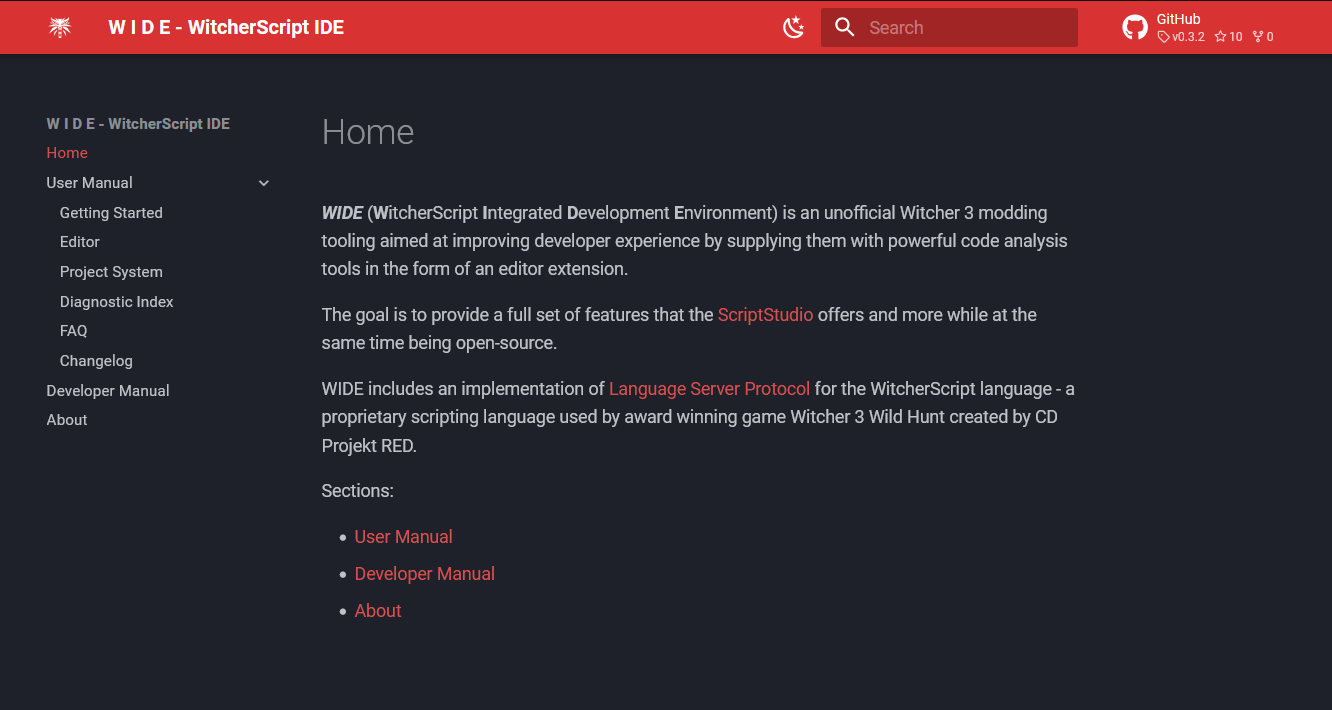 W I D E - WitcherScript IDE
Search
GitHub
v0.3.2 10 0
W I D E - WitcherScript IDE
Home
User Manual
Getting Started
Editor
Project System
Diagnostic Index
FAQ
Changelog
Developer Manual
About
Home
WIDE (WitcherScript Integrated Development Environment) is an unofficial Witcher 3 modding
tooling aimed at improving developer experience by supplying them with powerful code analysis
tools in the form of an editor extension.
The goal is to provide a full set of features that the ScriptStudio offers and more while at the
same time being open-source.
WIDE includes an implementation of Language Server Protocol for the WitcherScript language - a
proprietary scripting language used by award winning game Witcher 3 Wild Hunt created by CD
Projekt RED.
Sections:
• User Manual
• Developer Manual
• About